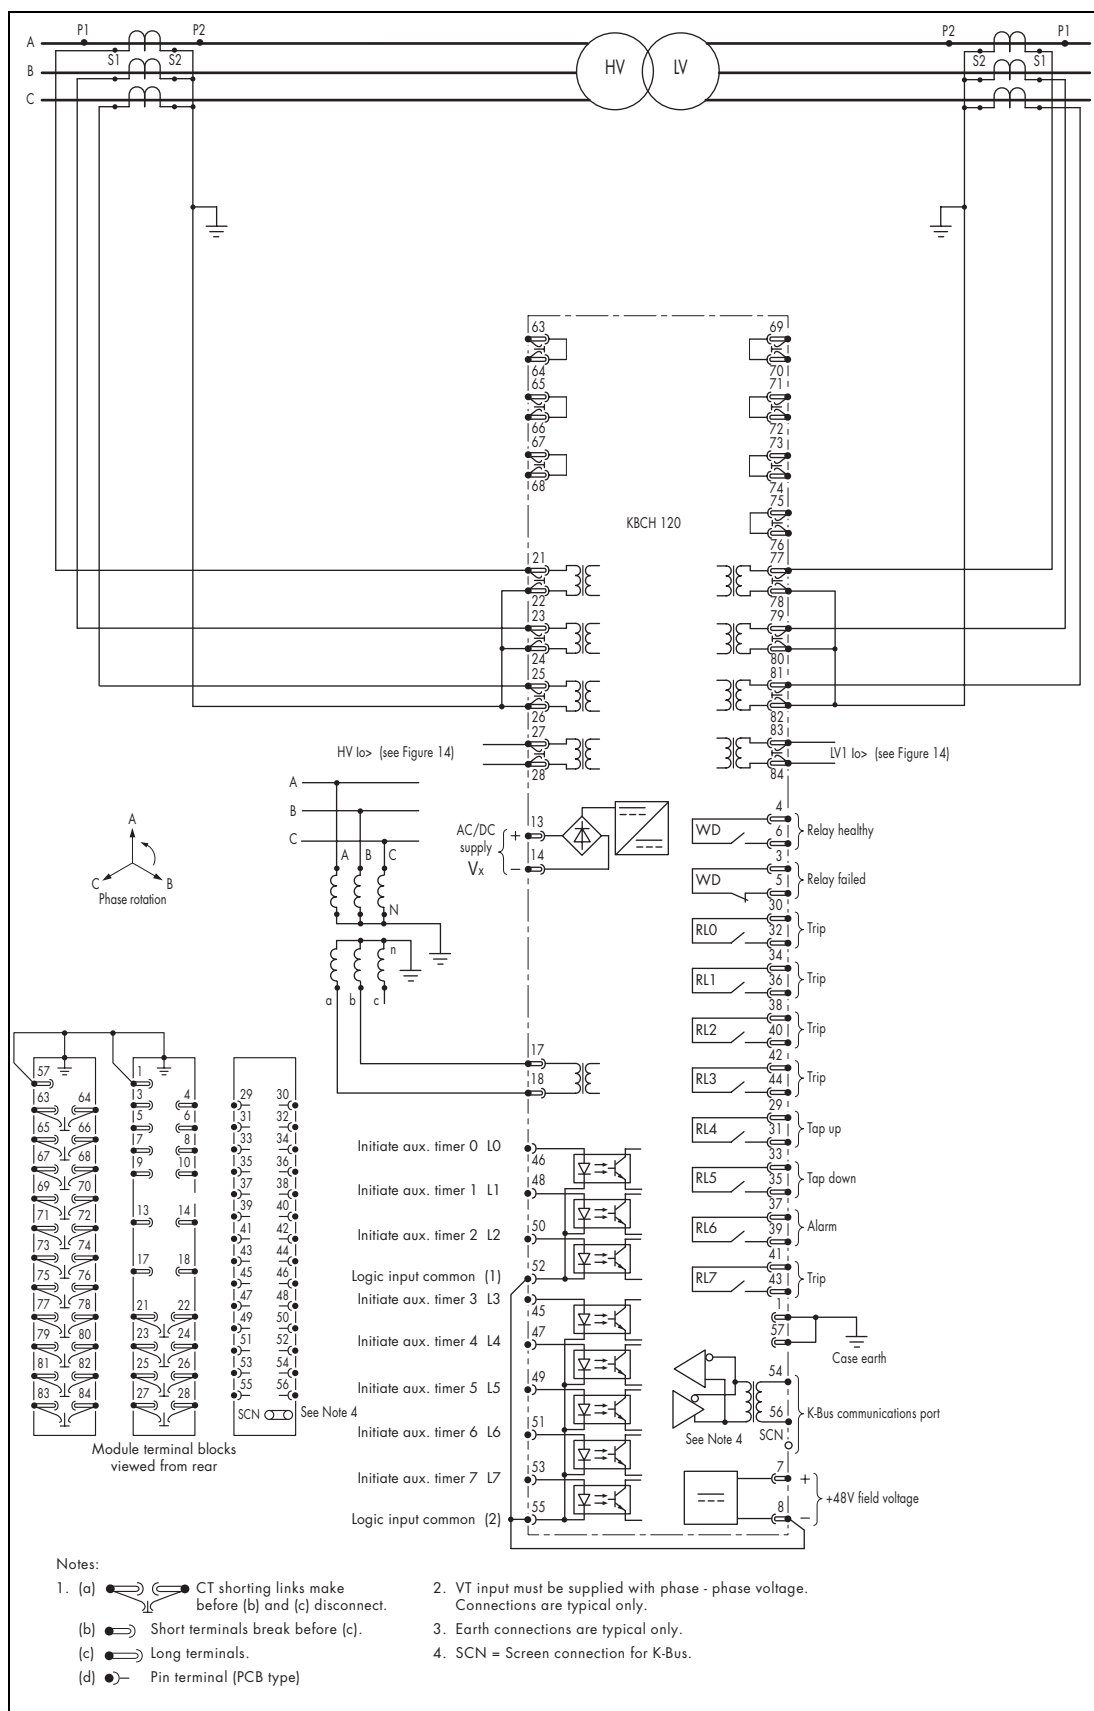 P1 P2 P2 P1
A
S1 S2 S2 S1
B HV LV
C
63 69
64 70
65 71
66 72
67 73
68 74
75
KBCH 120
76
21 77
22 78
23 79
24 80
25 81
26 82
27 83
HV Io> (see Figure 14) LV1 Io> (see Figure 14)
28 84
A
B
C
A B C
N
n
a b c
A
C B
Phase rotation
AC/DC
supply
Vx
+ 13
– 14
17
18
4
WD 6 Relay healthy
3
WD 5 Relay failed
30
RL0 32 Trip
34
RL1 36 Trip
38
RL2 40 Trip
42
RL3 44 Trip
29
RL4 31 Tap up
33
RL5 35 Tap down
37
RL6 39 Alarm
41
RL7 43 Trip
1
57
Case earth
54
56 K-Bus communications port
See Note 4 SCN
7 +
+48V field voltage
8 –
Initiate aux. timer 0 L0
46
Initiate aux. timer 1 L1 48
Initiate aux. timer 2 L2 50
Logic input common (1) 52
Initiate aux. timer 3 L3
45
Initiate aux. timer 4 L4 47
Initiate aux. timer 5 L5 49
Initiate aux. timer 6 L6 51
Initiate aux. timer 7 L7 53
Logic input common (2) 55
57
63 64
65 66
67 68
69 70
71 72
73 74
75 76
77 78
79 80
81 82
83 84
1
3 4
5 6
7 8
9 10
13 14
17 18
21 22
23 24
25 26
27 28
29 30
31 32
33 34
35 36
37 38
39 40
41 42
43 44
45 46
47 48
49 50
51 52
53 54
55 56
SCN See Note 4
Module terminal blocks
viewed from rear
Notes:
1. (a) CT shorting links make
before (b) and (c) disconnect.
(b) Short terminals break before (c).
(c) Long terminals.
(d) Pin terminal (PCB type)
2. VT input must be supplied with phase - phase voltage.
Connections are typical only.
3. Earth connections are typical only.
4. SCN = Screen connection for K-Bus.